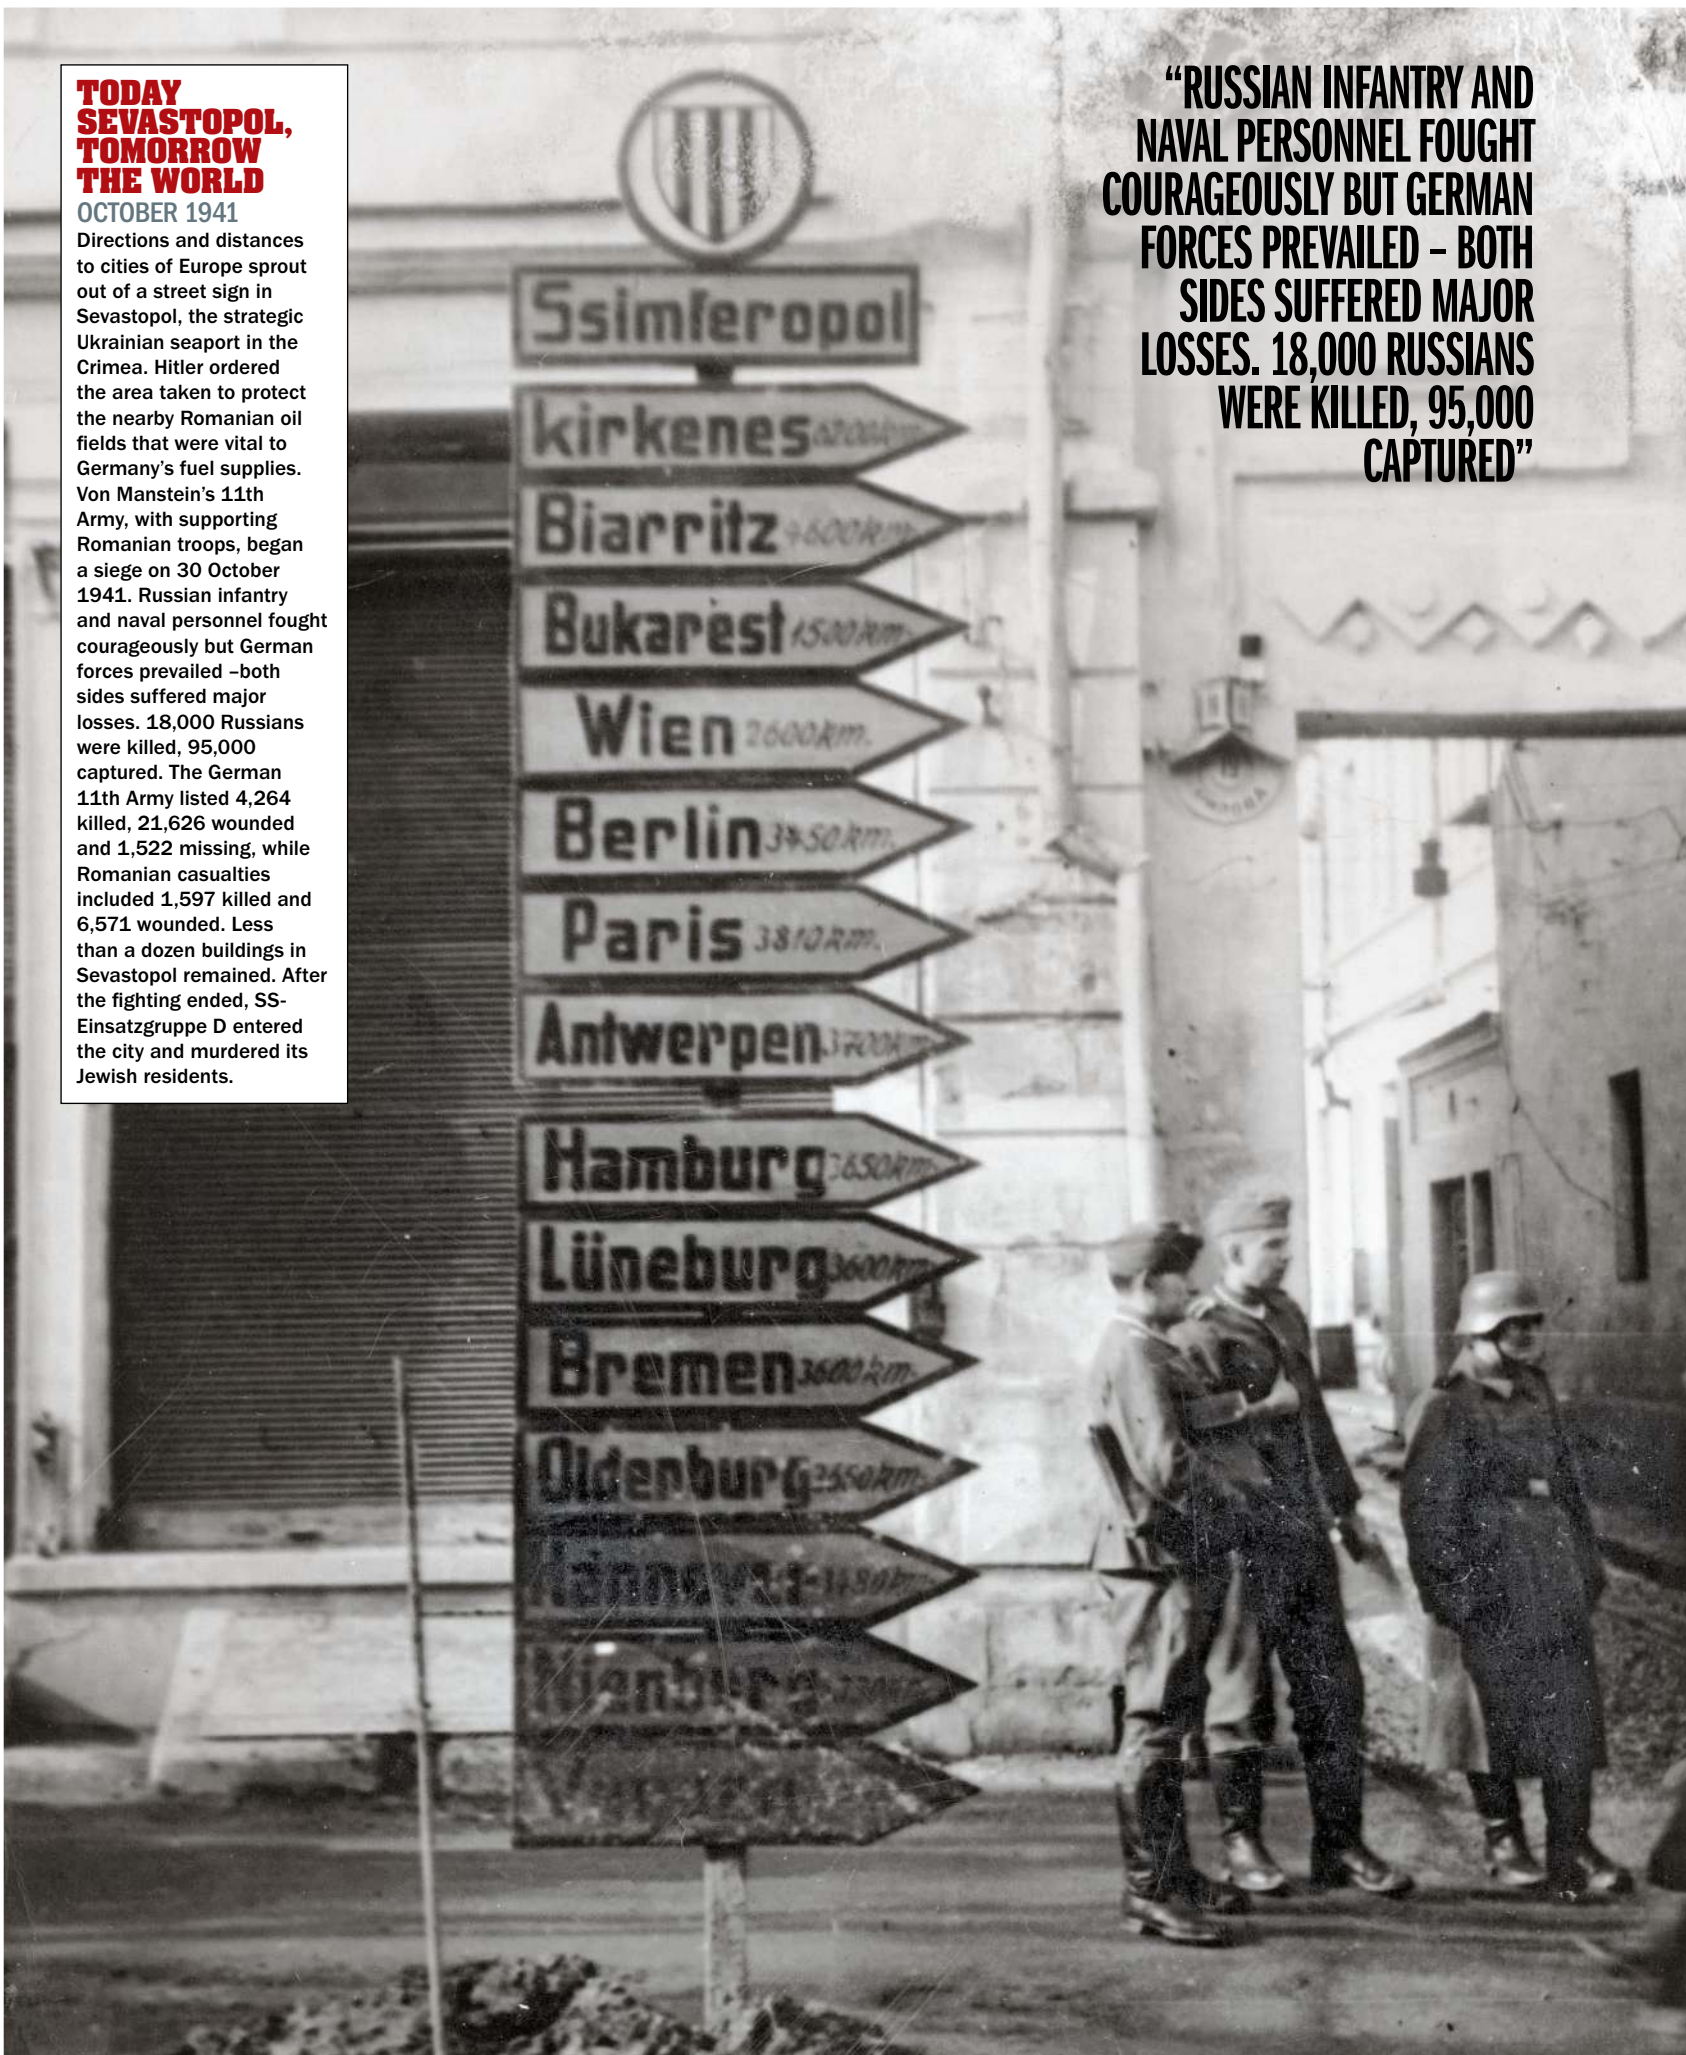 TODAY
SEVASTOPOL,
TOMORROW
THE WORLD
OCTOBER 1941
Directions and distances
to cities of Europe sprout
out of a street sign in
Sevastopol, the strategic
Ukrainian seaport in the
Crimea. Hitler ordered
the area taken to protect
the nearby Romanian oil
fields that were vital to
Germany's fuel supplies.
Von Manstein's 11th
Army, with supporting
Romanian troops, began
a siege on 30 October
1941. Russian infantry
and naval personnel fought
courageously but German
forces prevailed –both
sides suffered major
losses. 18,000 Russians
were killed, 95,000
captured. The German
11th Army listed 4,264
killed, 21,626 wounded
and 1,522 missing, while
Romanian casualties
included 1,597 killed and
6,571 wounded. Less
than a dozen buildings in
Sevastopol remained. After
the fighting ended, SS-
Einsatzgruppe D entered
the city and murdered its
Jewish residents.
“RUSSIAN INFANTRY AND
NAVAL PERSONNEL FOUGHT
COURAGEOUSLY BUT GERMAN
FORCES PREVAILED – BOTH
SIDES SUFFERED MAJOR
LOSSES. 18,000 RUSSIANS
WERE KILLED, 95,000
CAPTURED”
Ssimferopol
kirkenes
Biarritz 4600km.
Bukarest 1500km.
Wien 2600km.
Berlin 3450km.
Paris 3810km.
Antwerpen 3700km
Hamburg 3650km.
Lüneburg 3600km
Bremen 3600km.
Oldenburg
Hannover
Nienburg